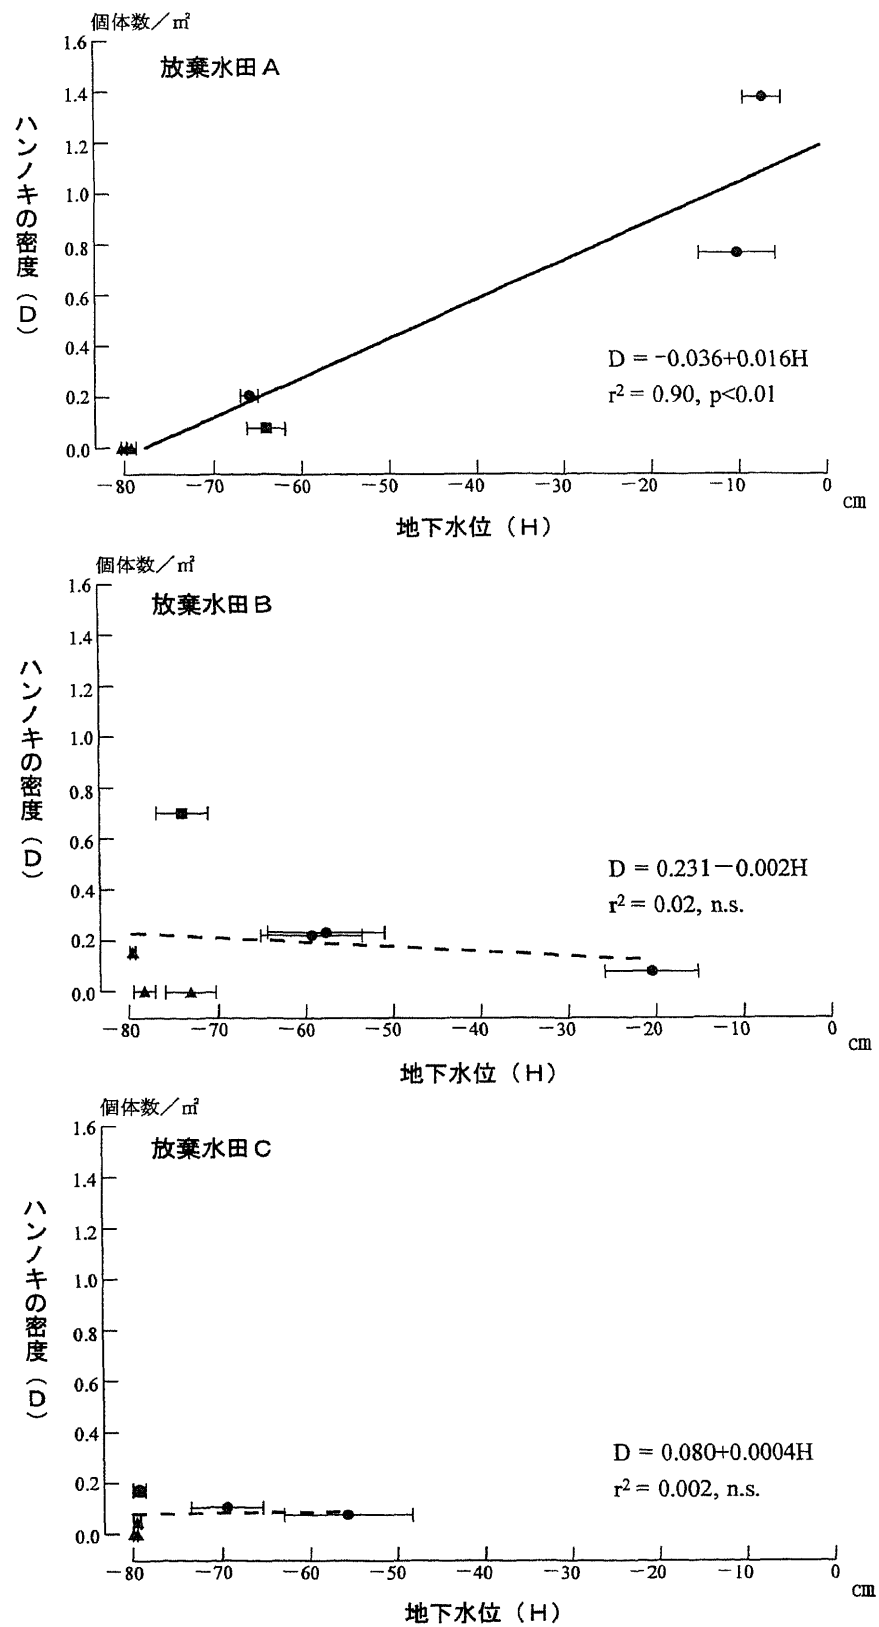 個体数／㎡
放棄水田A
1.6
1.4
1.2
1.0
0.8
0.6
0.4
0.2
0.0
ハンノキの密度（D）
D = -0.036+0.016H
r² = 0.90, p<0.01
-80 -70 -60 -50 -40 -30 -20 -10 0
cm
地下水位（H）
個体数／㎡
放棄水田B
1.6
1.4
1.2
1.0
0.8
0.6
0.4
0.2
0.0
ハンノキの密度（D）
D = 0.231－0.002H
r² = 0.02, n.s.
-80 -70 -60 -50 -40 -30 -20 -10 0
cm
地下水位（H）
個体数／㎡
放棄水田C
1.6
1.4
1.2
1.0
0.8
0.6
0.4
0.2
0.0
ハンノキの密度（D）
D = 0.080+0.0004H
r² = 0.002, n.s.
-80 -70 -60 -50 -40 -30 -20 -10 0
cm
地下水位（H）